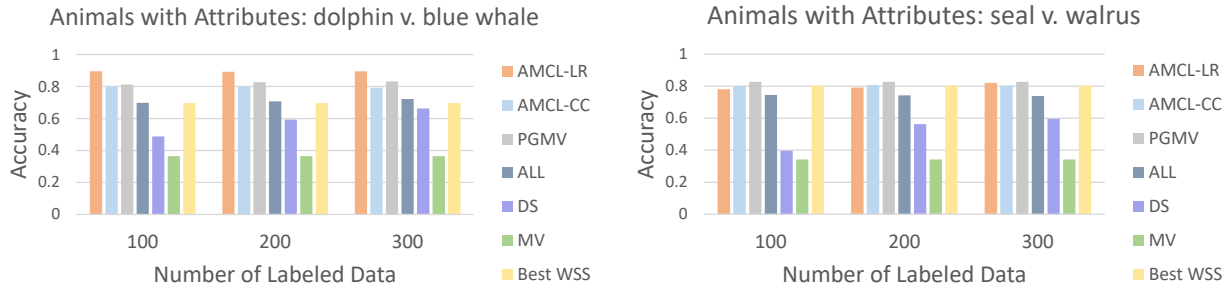 Animals with Attributes: dolphin v. blue whale
1
0.8
0.6
0.4
0.2
0
Accuracy
100 200 300
Number of Labeled Data
AMCL-LR
AMCL-CC
PGMV
ALL
DS
MV
Best WSS
Animals with Attributes: seal v. walrus
1
0.8
0.6
0.4
0.2
0
Accuracy
100 200 300
Number of Labeled Data
AMCL-LR
AMCL-CC
PGMV
ALL
DS
MV
Best WSS